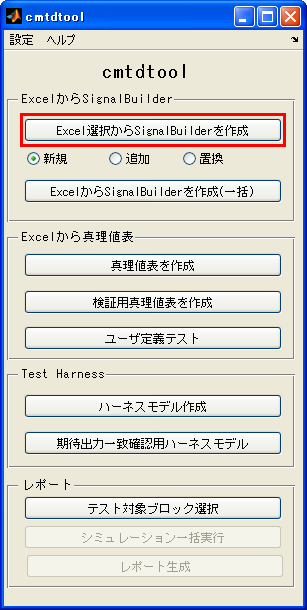 cmtdtool
設定 ヘルプ
cmtdtool
ExcelからSignalBuilder
Excel選択からSignalBuilderを作成
新規 追加 置換
ExcelからSignalBuilderを作成(一括)
Excelから真理値表
真理値表を作成
検証用真理値表を作成
ユーザ定義テスト
Test Harness
ハーネスモデル作成
期待出力一致確認用ハーネスモデル
レポート
テスト対象ブロック選択
シミュレーション一括実行
レポート生成